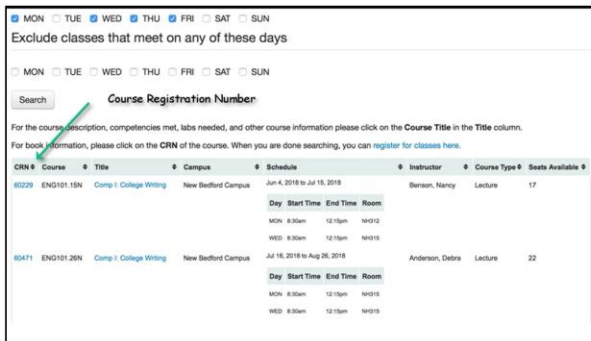 MON TUE WED THU FRI SAT SUN
Exclude classes that meet on any of these days
MON TUE WED THU FRI SAT SUN
Search
Course Registration Number
For the course description, competencies met, labs needed, and other course information please click on the Course Title in the Title column.
For book information, please click on the CRN of the course. When you are done searching, you can register for classes here.
CRN Course Title Campus Schedule Instructor Course Type Seats Available
60229 ENG101.15N Comp I: College Writing New Bedford Campus Jun 4, 2018 to Jul 15, 2018 Benson, Nancy Lecture 17
Day Start Time End Time Room
MON 8:30am 12:15pm NH312
WED 8:30am 12:15pm NH315
60471 ENG101.26N Comp I: College Writing New Bedford Campus Jul 16, 2018 to Aug 26, 2018 Anderson, Debra Lecture 22
Day Start Time End Time Room
MON 8:30am 12:15pm NH315
WED 8:30am 12:15pm NH315